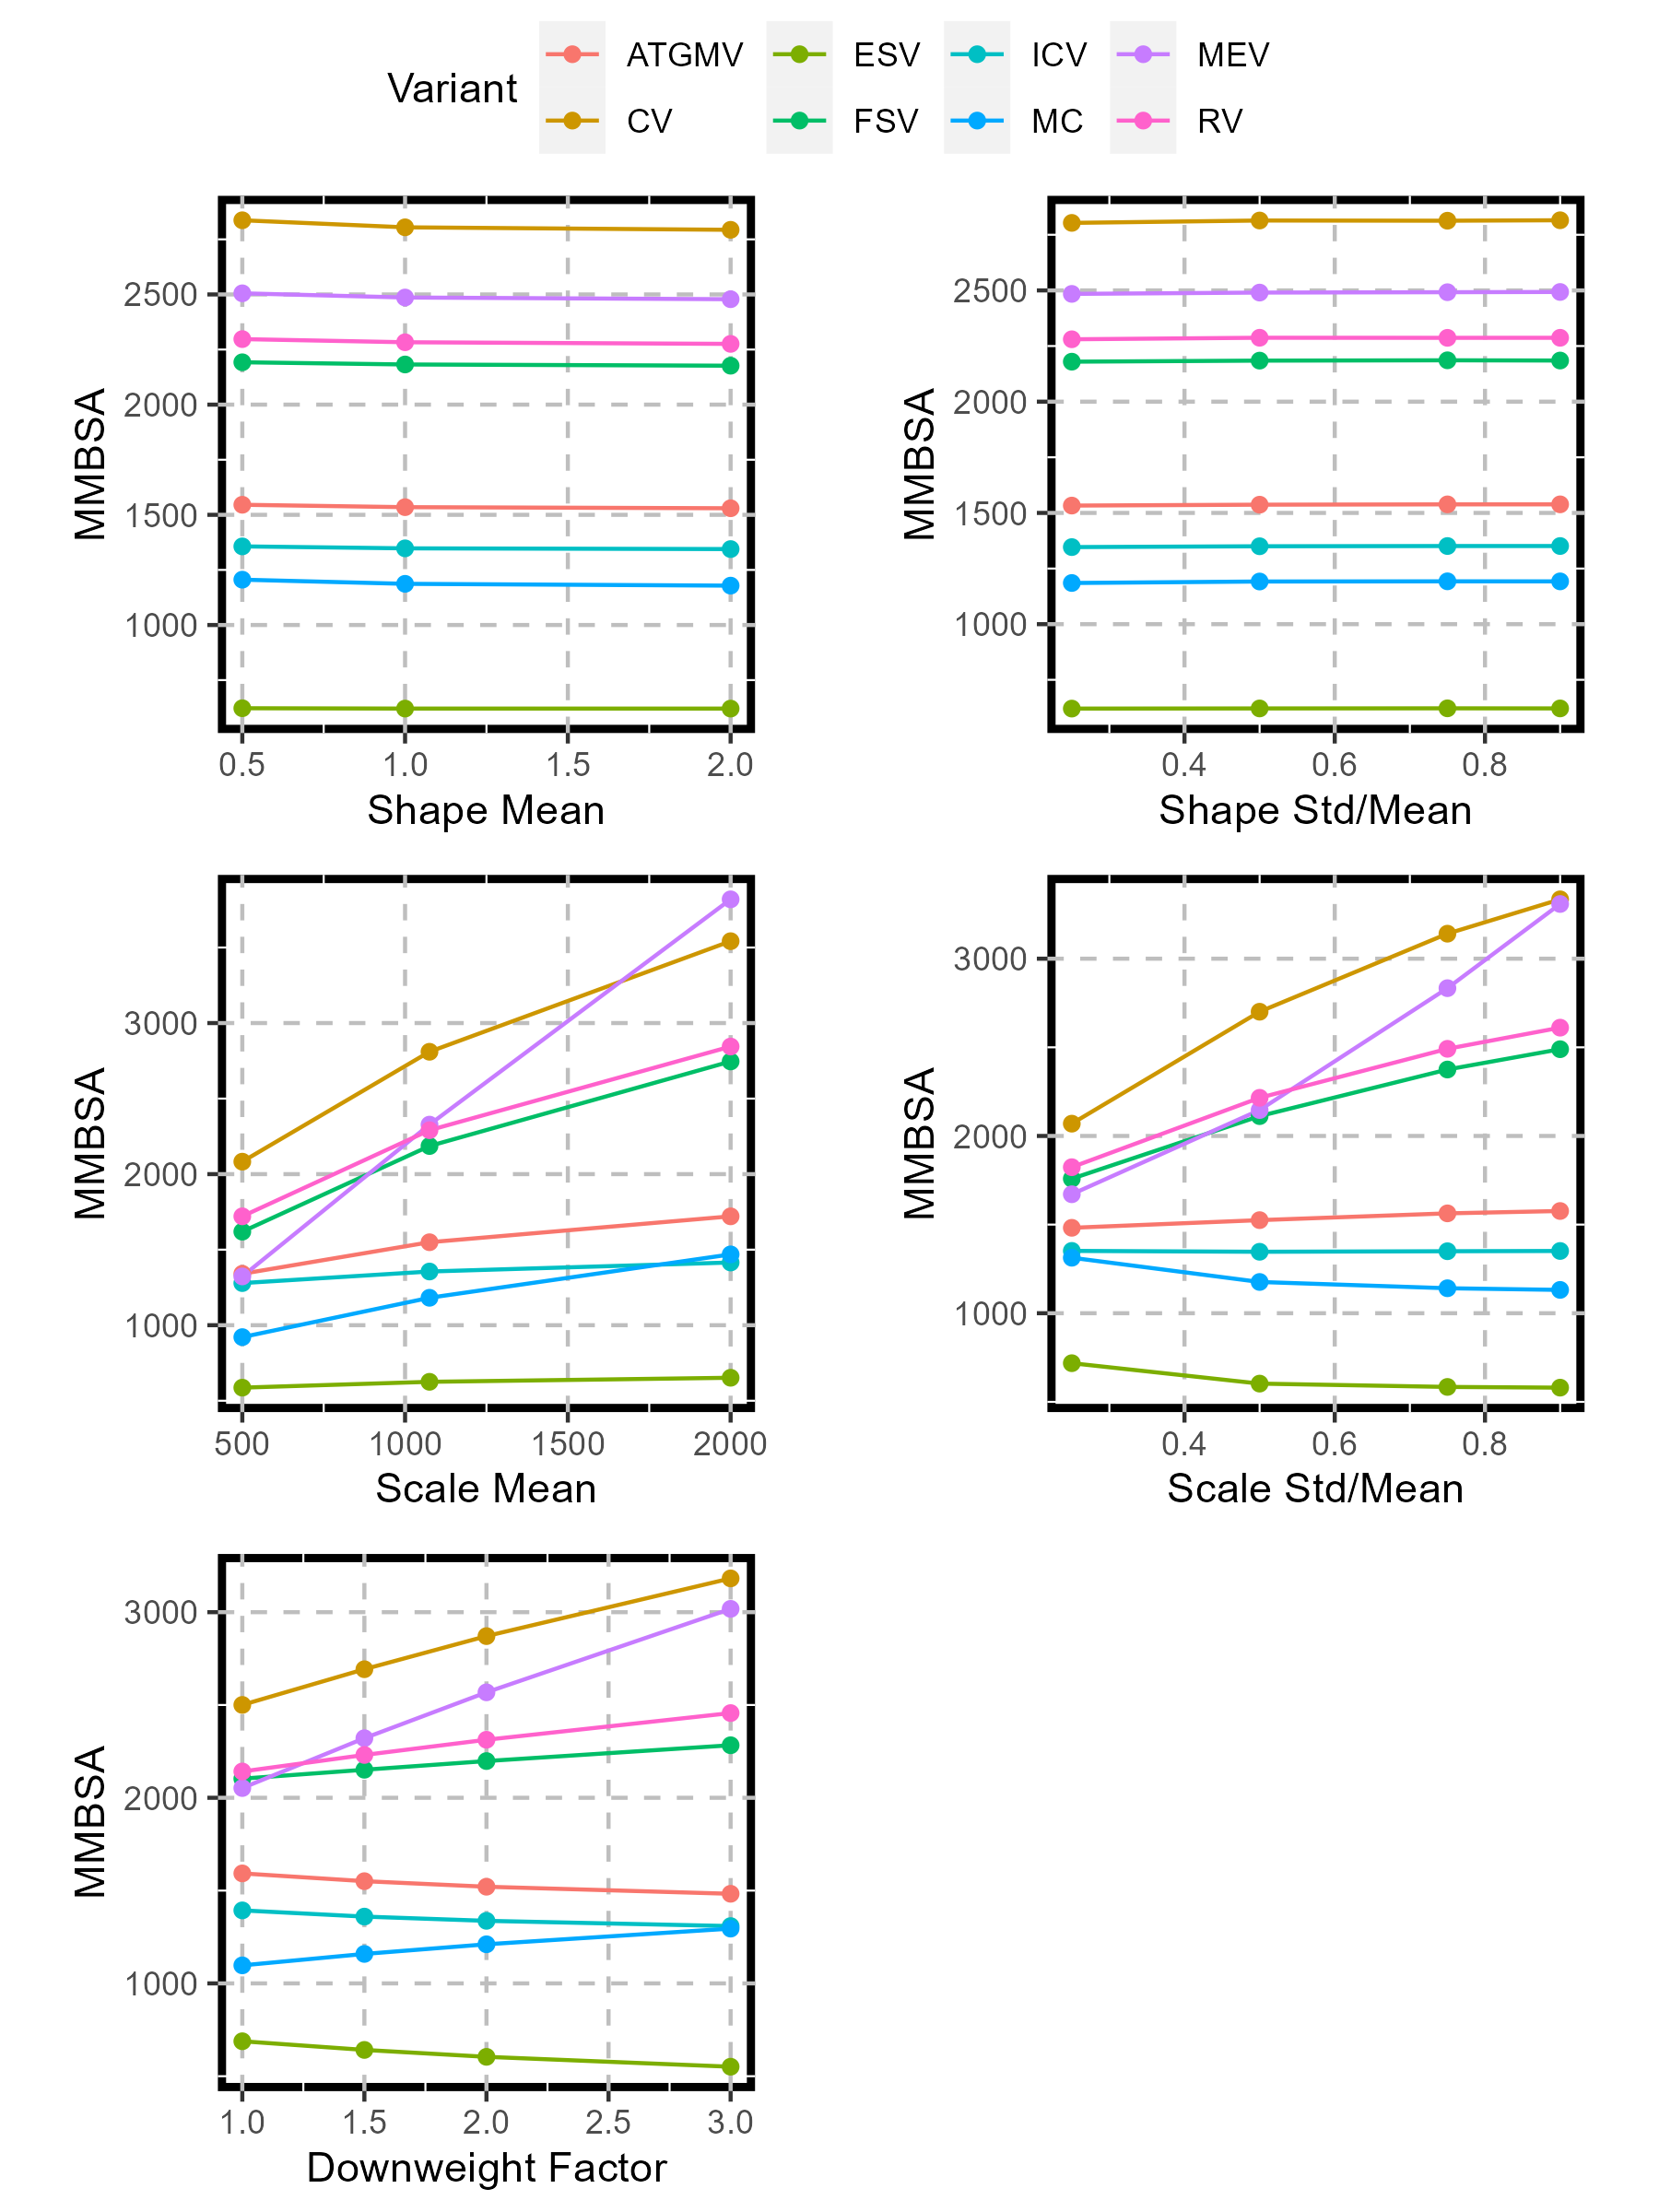 Variant
ATGMV ESV ICV MEV
CV FSV MC RV
MMBSA
2500
2000
1500
1000
0.5 1.0 1.5 2.0
Shape Mean
MMBSA
2500
2000
1500
1000
0.4 0.6 0.8
Shape Std/Mean
MMBSA
3000
2000
1000
500 1000 1500 2000
Scale Mean
MMBSA
3000
2000
1000
0.4 0.6 0.8
Scale Std/Mean
MMBSA
3000
2000
1000
1.0 1.5 2.0 2.5 3.0
Downweight Factor